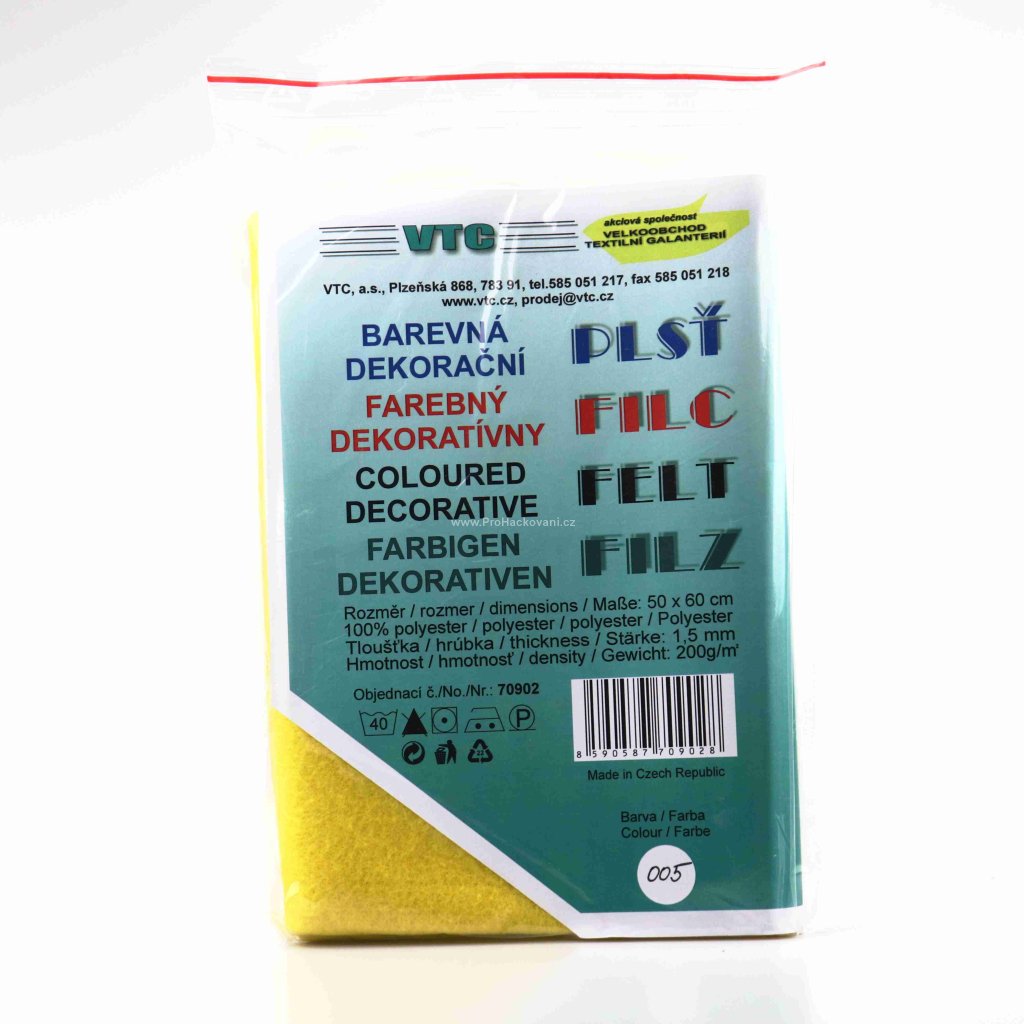 VTC
akciová společnost
VELKOOBCHOD
TEXTILNÍ GALANTERIÍ
VTC, a.s., Plzeňská 868, 783 91, tel.585 051 217, fax 585 051 218
www.vtc.cz, prodej@vtc.cz
BAREVNÁ
DEKORAČNÍ
PLSŤ
FAREBNÝ
DEKORATÍVNY
FILC
COLOURED
DECORATIVE
FELT
www.ProHackovani.cz
FARBIGEN
DEKORATIVEN
FILZ
Rozměr / rozmer / dimensions / Maße: 50 x 60 cm
100% polyester / polyester / polyester / Polyester
Tloušťka / hrúbka / thickness / Stärke: 1,5 mm
Hmotnost / hmotnosť / density / Gewicht: 200g/m²
Objednací č./No./Nr.: 70902
40
P
22
8 590587 709028
Made in Czech Republic
Barva / Farba
Colour / Farbe
005